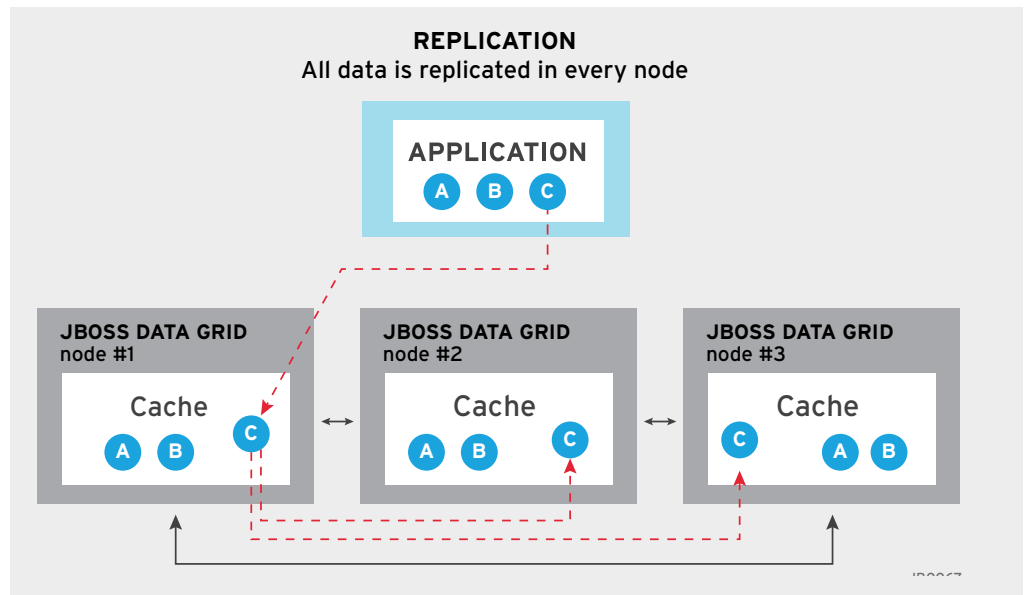 REPLICATION
All data is replicated in every node
APPLICATION
A B C
JBOSS DATA GRID
node #1
Cache
A B C
JBOSS DATA GRID
node #2
Cache
A B C
JBOSS DATA GRID
node #3
Cache
C A B